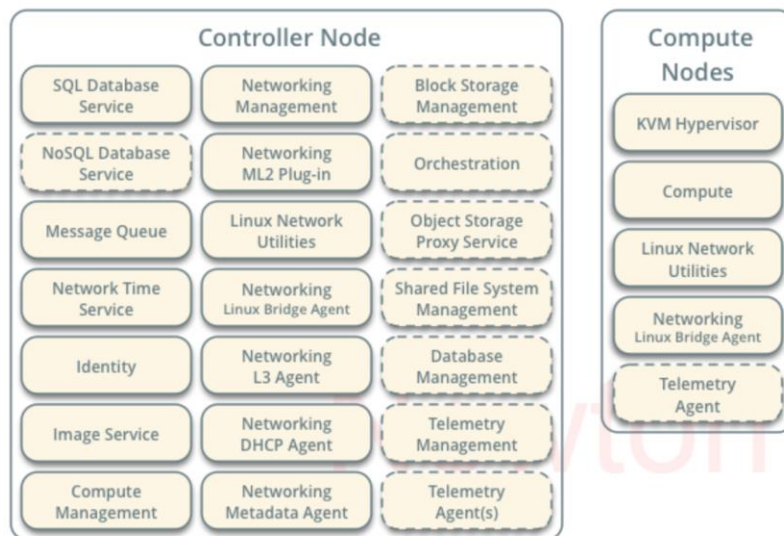 Controller Node
SQL Database
Service
Networking
Management
Block Storage
Management
NoSQL Database
Service
Networking
ML2 Plug-in
Orchestration
Message Queue
Linux Network
Utilities
Object Storage
Proxy Service
Network Time
Service
Networking
Linux Bridge Agent
Shared File System
Management
Identity
Networking
L3 Agent
Database
Management
Image Service
Networking
DHCP Agent
Telemetry
Management
Compute
Management
Networking
Metadata Agent
Telemetry
Agent(s)
Compute
Nodes
KVM Hypervisor
Compute
Linux Network
Utilities
Networking
Linux Bridge Agent
Telemetry
Agent
Newton